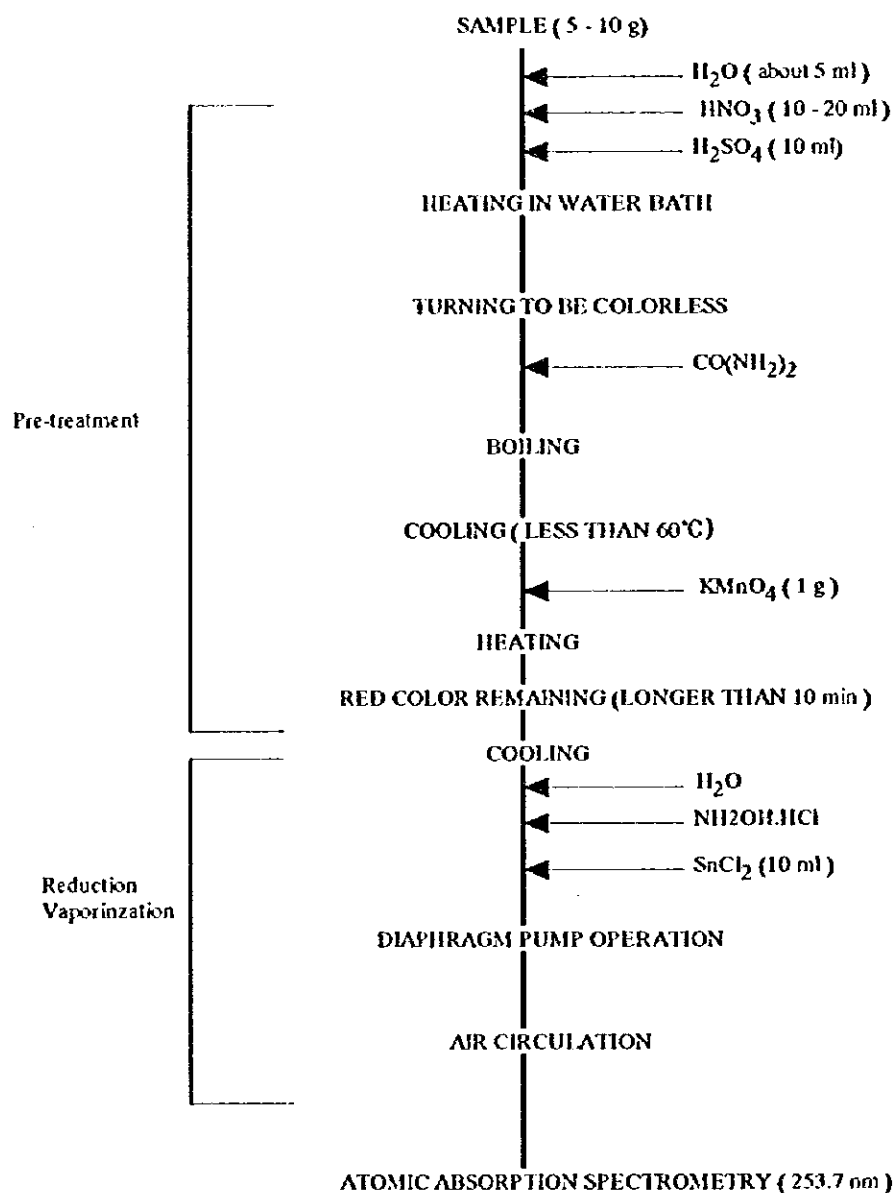 SAMPLE ( 5 - 10 g)
H2O ( about 5 ml)
HNO3 ( 10 - 20 ml)
H2SO4 ( 10 ml)
HEATING IN WATER BATH
TURNING TO BE COLORLESS
CO(NH2)2
Pre-treatment
BOILING
COOLING ( LESS THAN 60℃)
KMnO4 ( 1 g )
HEATING
RED COLOR REMAINING (LONGER THAN 10 min )
COOLING
H2O
NH2OH.HCl
SnCl2 (10 ml )
Reduction
Vaporinzation
DIAPHRAGM PUMP OPERATION
AIR CIRCULATION
ATOMIC ABSORPTION SPECTROMETRY ( 253.7 nm )